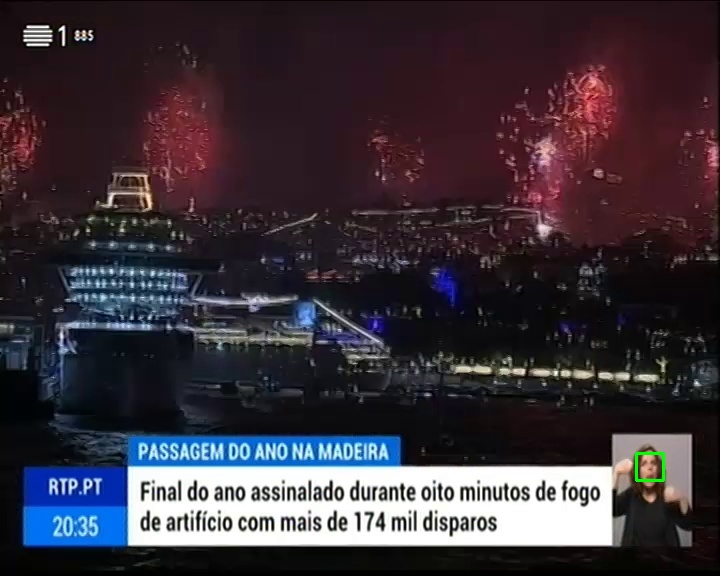 1 885
PASSAGEM DO ANO NA MADEIRA
RTP.PT
Final do ano assinalado durante oito minutos de fogo
de artifício com mais de 174 mil disparos
20:35